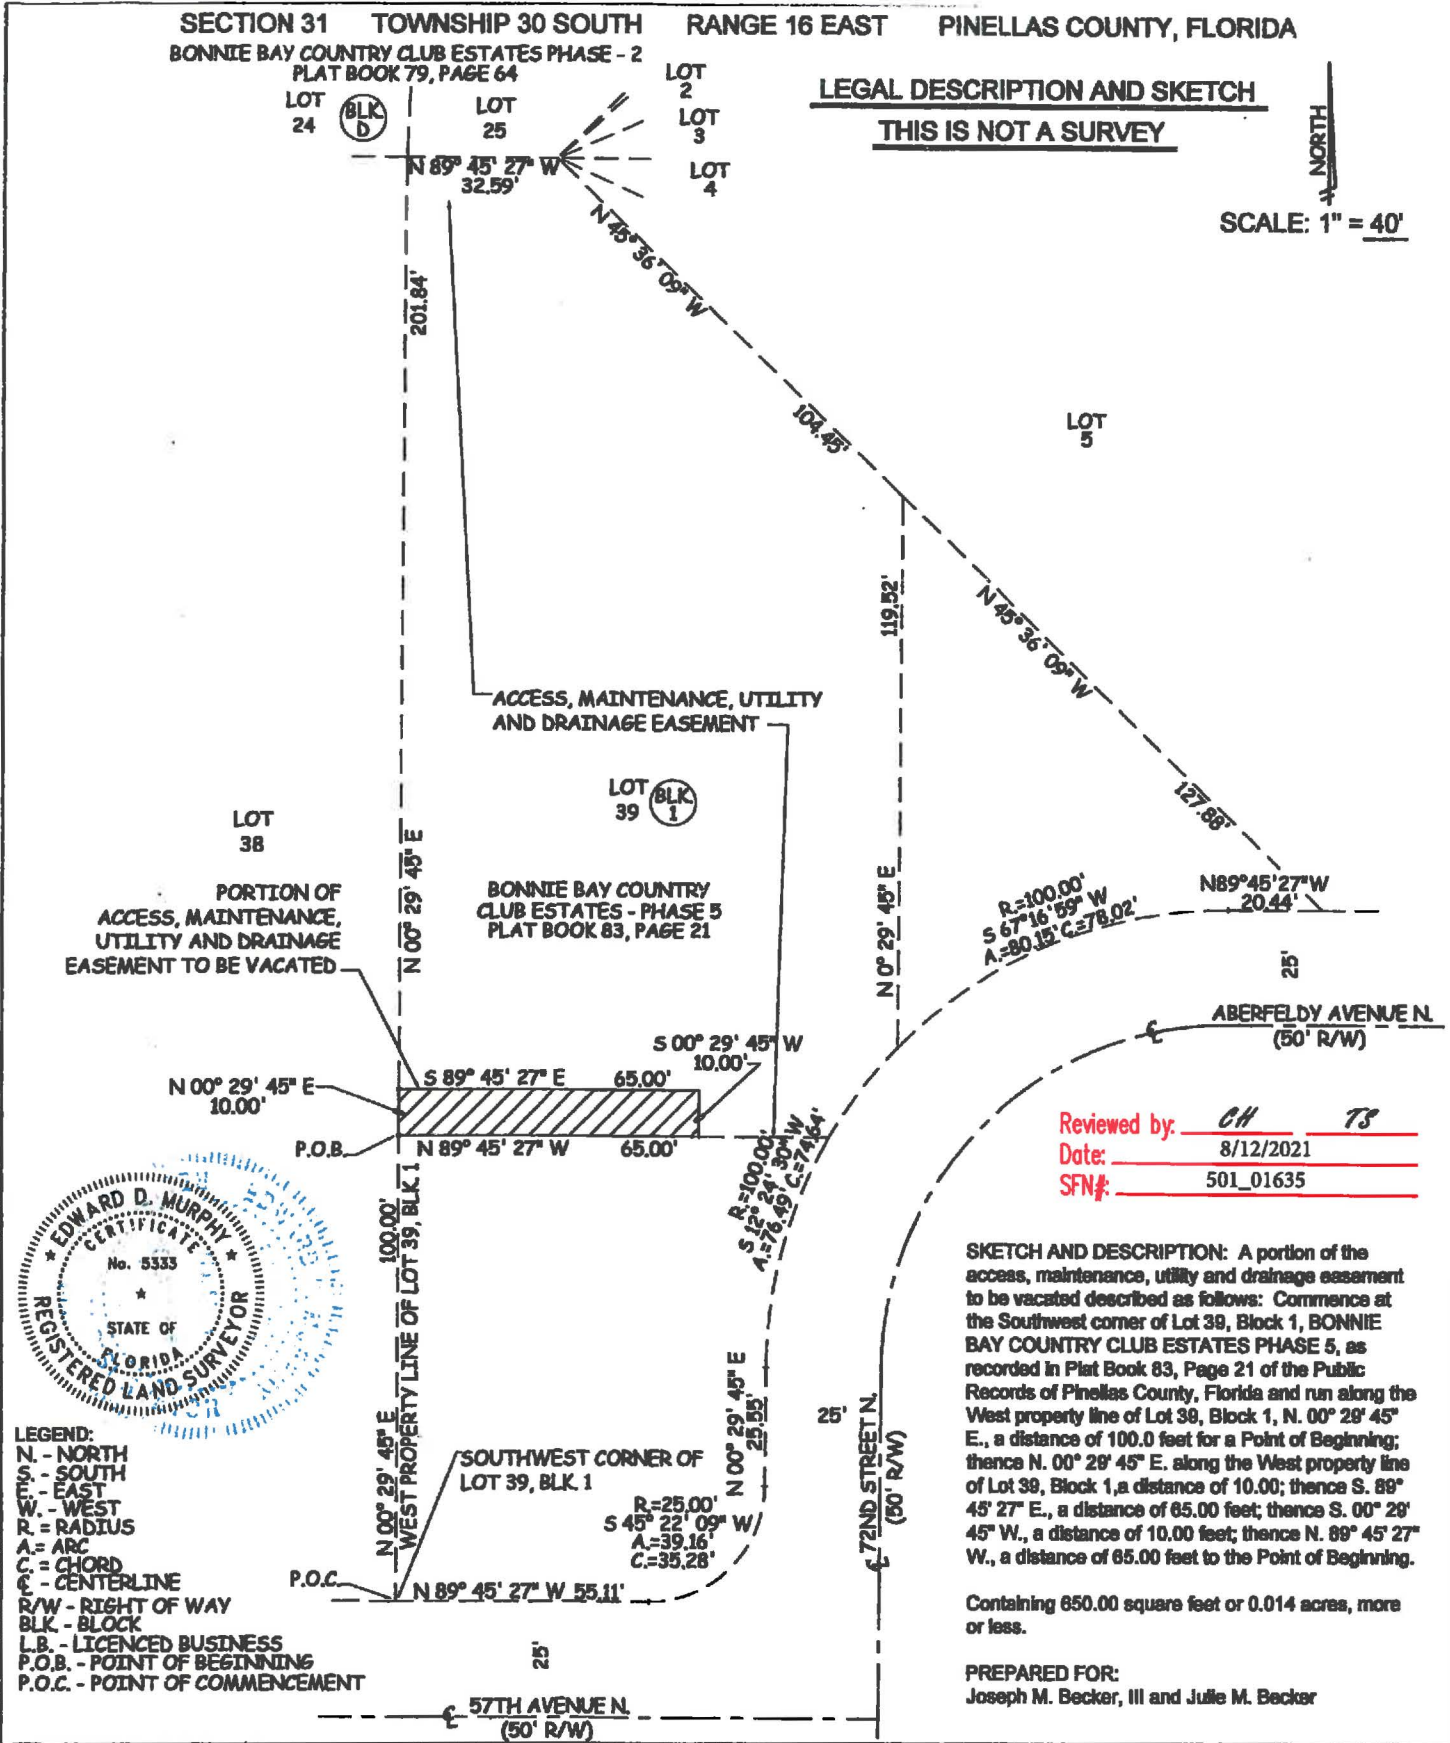 SECTION 31 TOWNSHIP 30 SOUTH RANGE 16 EAST PINELLAS COUNTY, FLORIDA
BONNIE BAY COUNTRY CLUB ESTATES PHASE - 2
PLAT BOOK 79, PAGE 64
LOT
24
BLK
D
LOT
25
LOT
2
LOT
3
LOT
4
LEGAL DESCRIPTION AND SKETCH
THIS IS NOT A SURVEY
NORTH
SCALE: 1" = 40'
N 89° 45' 27" W
32.59'
N 45° 36' 09" W
201.84'
104.45'
LOT
5
119.52'
N 45° 36' 09" W
ACCESS, MAINTENANCE, UTILITY
AND DRAINAGE EASEMENT
LOT
39
BLK
1
127.88'
LOT
38
N 00° 29' 45" E
BONNIE BAY COUNTRY
CLUB ESTATES - PHASE 5
PLAT BOOK 83, PAGE 21
N 0° 29' 45" E
PORTION OF
ACCESS, MAINTENANCE,
UTILITY AND DRAINAGE
EASEMENT TO BE VACATED
R.=100.00'
S 67° 16' 59" W
A.=80.15' C.=78.02'
N89°45'27"W
20.44'
25'
ABERFELDY AVENUE N.
(50' R/W)
S 00° 29' 45" W
10.00'
N 00° 29' 45" E
10.00'
S 89° 45' 27" E 65.00'
P.O.B.
N 89° 45' 27" W 65.00'
R=100.00'
S 12° 24' 30" W
A.=76.49' C.=74.64'
Reviewed by: CH TS
Date: 8/12/2021
SFN#: 501_01635
EDWARD D. MURPHY
CERTIFICATE
No. 5333
STATE OF
FLORIDA
REGISTERED LAND SURVEYOR
100.00'
N 00° 29' 45" E
WEST PROPERTY LINE OF LOT 39, BLK. 1
SKETCH AND DESCRIPTION: A portion of the
access, maintenance, utility and drainage easement
to be vacated described as follows: Commence at
the Southwest corner of Lot 39, Block 1, BONNIE
BAY COUNTRY CLUB ESTATES PHASE 5, as
recorded in Plat Book 83, Page 21 of the Public
Records of Pinellas County, Florida and run along the
West property line of Lot 39, Block 1, N. 00° 29' 45"
E., a distance of 100.0 feet for a Point of Beginning;
thence N. 00° 29' 45" E. along the West property line
of Lot 39, Block 1,a distance of 10.00; thence S. 89°
45' 27" E., a distance of 65.00 feet; thence S. 00° 29'
45" W., a distance of 10.00 feet; thence N. 89° 45' 27"
W., a distance of 65.00 feet to the Point of Beginning.
Containing 650.00 square feet or 0.014 acres, more
or less.
PREPARED FOR:
Joseph M. Becker, III and Julie M. Becker
N 00° 29' 45" E
25.55'
25'
72ND STREET N.
(50' R/W)
SOUTHWEST CORNER OF
LOT 39, BLK. 1
R.=25.00'
S 45° 22' 09" W
A.=39.16'
C.=35.28'
P.O.C.
N 89° 45' 27" W 55.11'
25'
57TH AVENUE N.
(50' R/W)
LEGEND:
N. - NORTH
S. - SOUTH
E. - EAST
W. - WEST
R. = RADIUS
A.= ARC
C. = CHORD
℄ - CENTERLINE
R/W - RIGHT OF WAY
BLK. - BLOCK
L.B. - LICENCED BUSINESS
P.O.B. - POINT OF BEGINNING
P.O.C. - POINT OF COMMENCEMENT